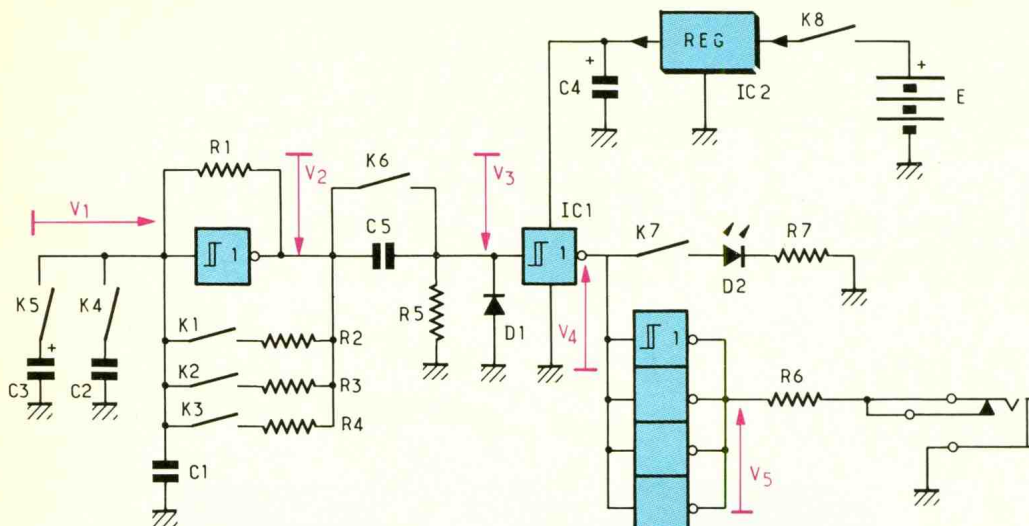 K8
REG
+
+
C4
IC2
E
R1
K6
V2
V3
V1
IC1
1
C5
1
K7
R7
K5
K4
D2
R5
D1
K1
R2
V4
1
+
C3
C2
K2
R3
R6
K3
R4
C1
V5